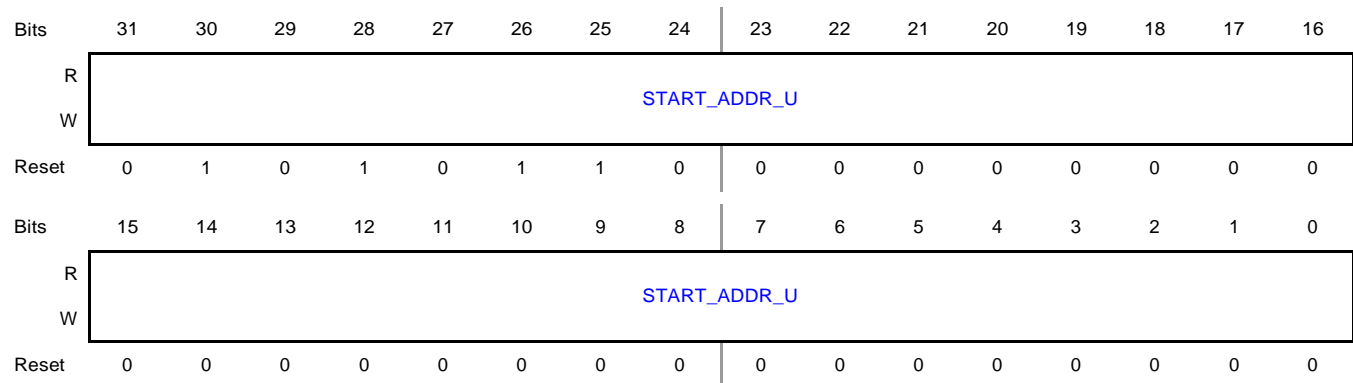 Bits 31 30 29 28 27 26 25 24 23 22 21 20 19 18 17 16
R
START_ADDR_U
W
Reset 0 1 0 1 0 1 1 0 0 0 0 0 0 0 0 0
Bits 15 14 13 12 11 10 9 8 7 6 5 4 3 2 1 0
R
START_ADDR_U
W
Reset 0 0 0 0 0 0 0 0 0 0 0 0 0 0 0 0